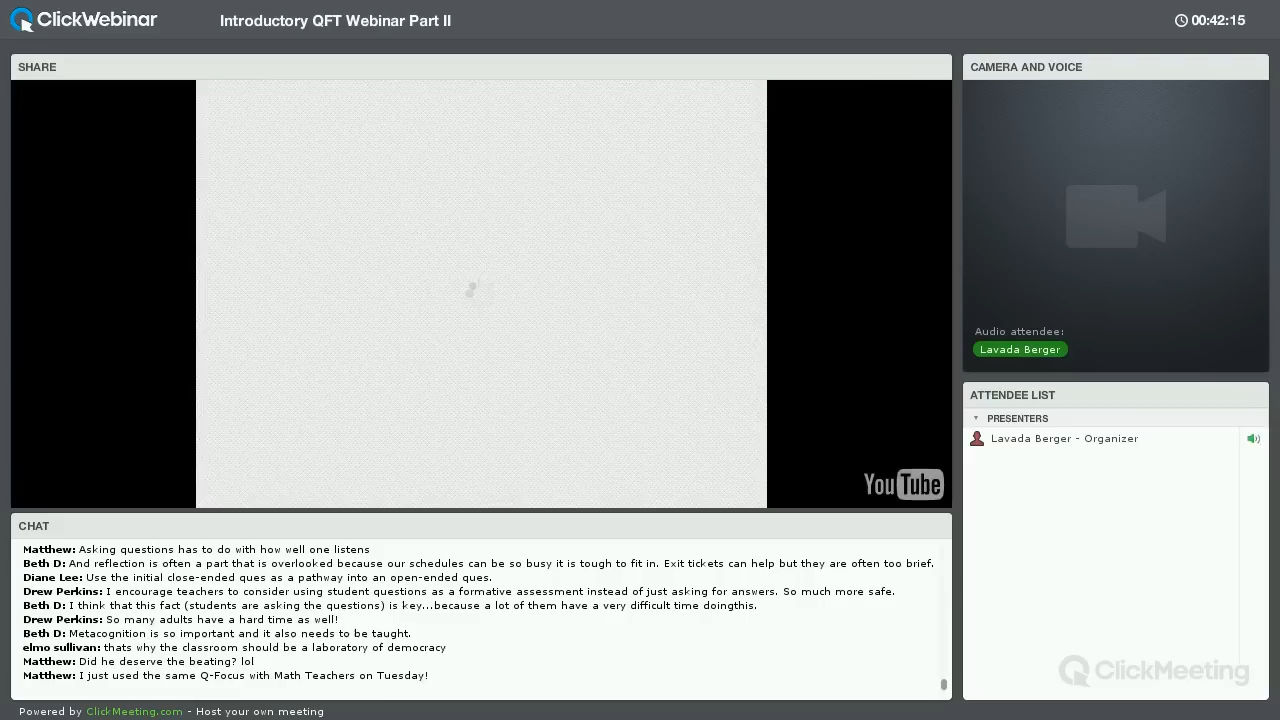 ClickWebinar
Introductory QFT Webinar Part II
00:42:15
SHARE
YouTube
CAMERA AND VOICE
Audio attendee:
Lavada Berger
ATTENDEE LIST
PRESENTERS
Lavada Berger - Organizer
ClickMeeting
CHAT
Matthew: Asking questions has to do with how well one listens
Beth D: And reflection is often a part that is overlooked because our schedules can be so busy it is tough to fit in. Exit tickets can help but they are often too brief.
Diane Lee: Use the initial close-ended ques as a pathway into an open-ended ques.
Drew Perkins: I encourage teachers to consider using student questions as a formative assessment instead of just asking for answers. So much more safe.
Beth D: I think that this fact (students are asking the questions) is key...because a lot of them have a very difficult time doingthis.
Drew Perkins: So many adults have a hard time as well!
Beth D: Metacognition is so important and it also needs to be taught.
elmo sullivan: thats why the classroom should be a laboratory of democracy
Matthew: Did he deserve the beating? lol
Matthew: I just used the same Q-Focus with Math Teachers on Tuesday!
Powered by ClickMeeting.com - Host your own meeting